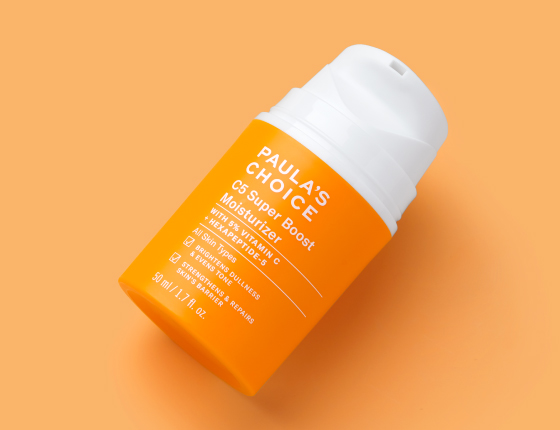 PAULA'S
CHOICE
C5 Super Boost
Moisturizer
WITH 5% VITAMIN C
+ HEXAPEPTIDE-5
All Skin Types
BRIGHTENS DULLNESS
& EVENS TONE
STRENGTHENS & REPAIRS
SKIN'S BARRIER
50 ml / 1.7 fl. oz.